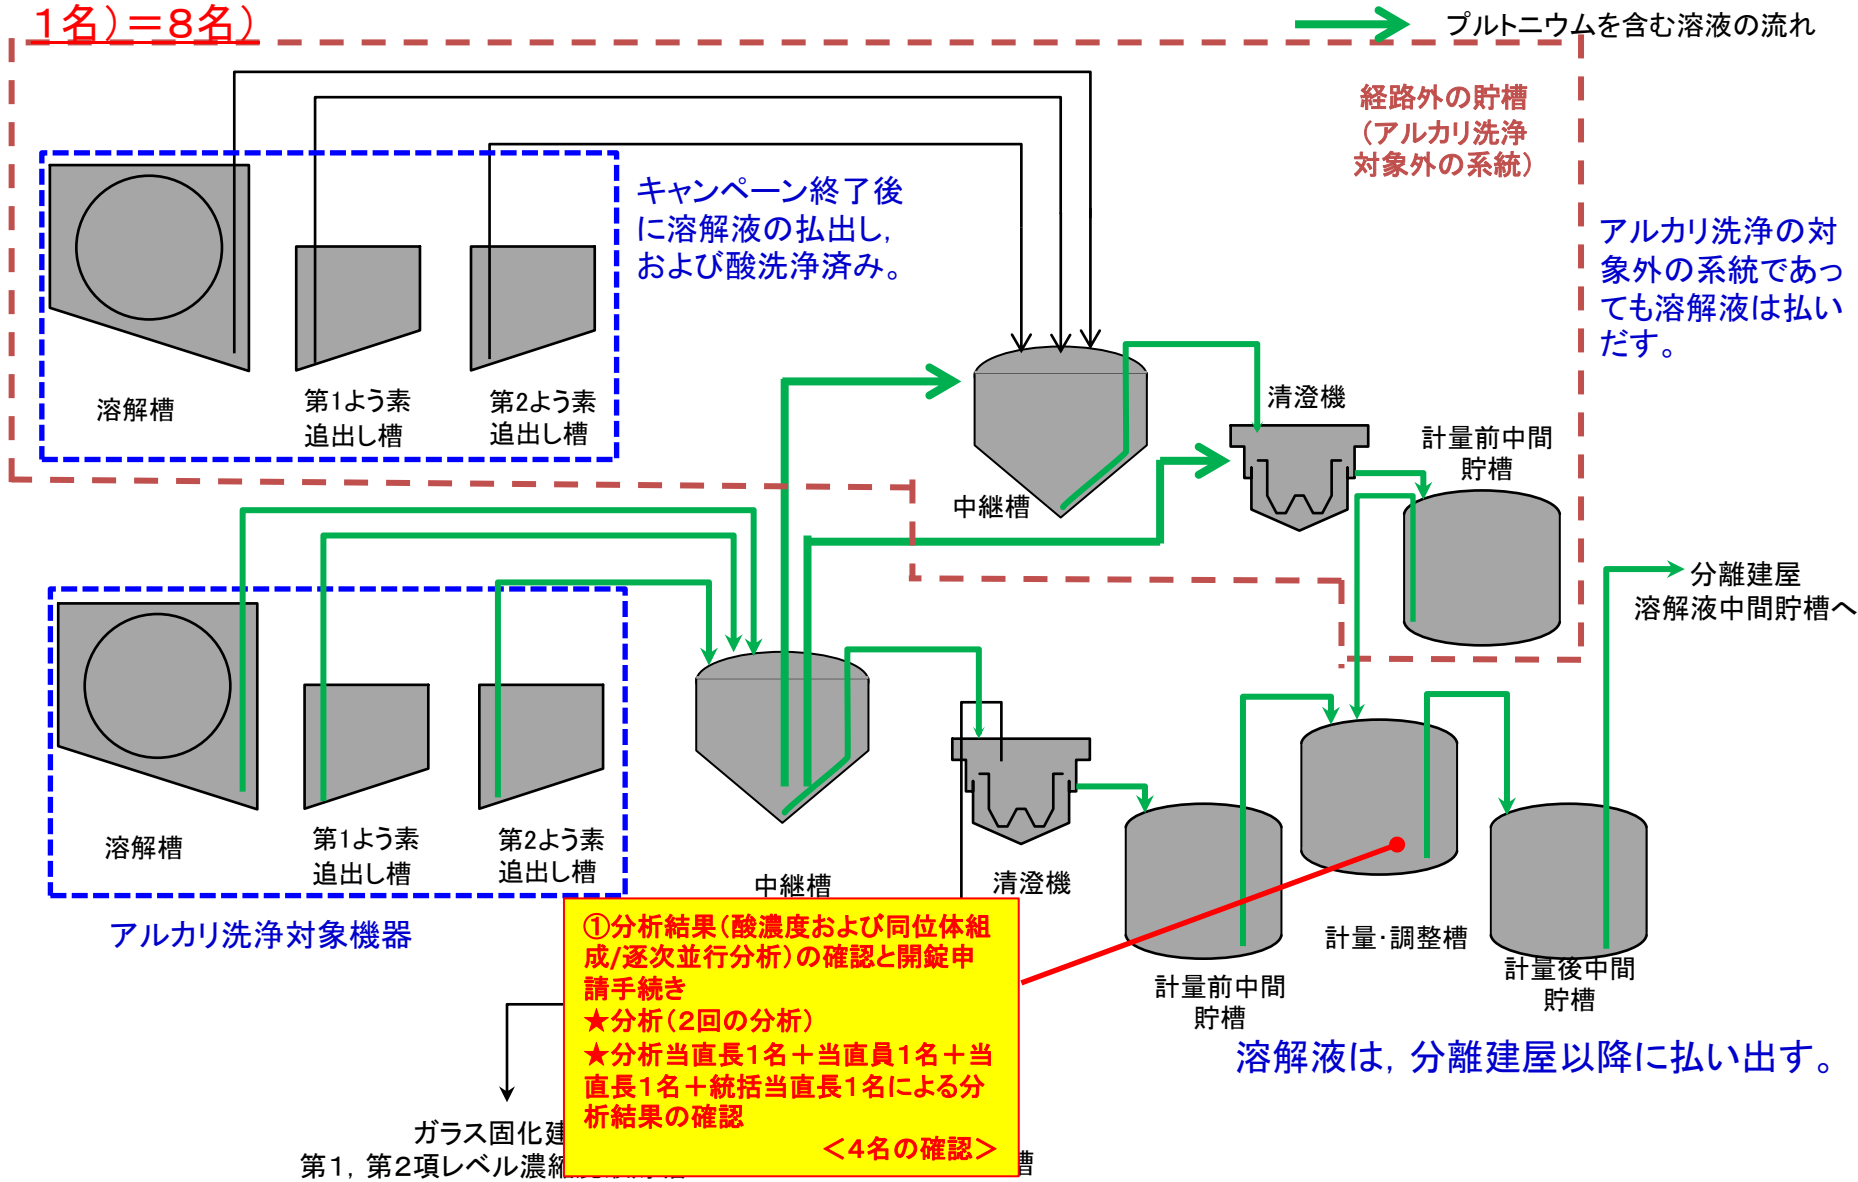 1名)=8名)
プルトニウムを含む溶液の流れ
経路外の貯槽
(アルカリ洗浄
対象外の系統)
キャンペーン終了後
に溶解液の払出し,
および酸洗浄済み。
アルカリ洗浄の対
象外の系統であっ
ても溶解液は払い
だす。
溶解槽
第1よう素
追出し槽
第2よう素
追出し槽
中継槽
清澄機
計量前中間
貯槽
分離建屋
溶解液中間貯槽へ
溶解槽
第1よう素
追出し槽
第2よう素
追出し槽
中継槽
清澄機
計量前中間
貯槽
計量・調整槽
計量後中間
貯槽
アルカリ洗浄対象機器
①分析結果(酸濃度および同位体組
成/逐次並行分析)の確認と開錠申
請手続き
★分析(2回の分析)
★分析当直長1名+当直員1名+当
直長1名+統括当直長1名による分
析結果の確認
<4名の確認>
溶解液は,分離建屋以降に払い出す。
ガラス固化建
第1,第2項レベル濃縮
槽